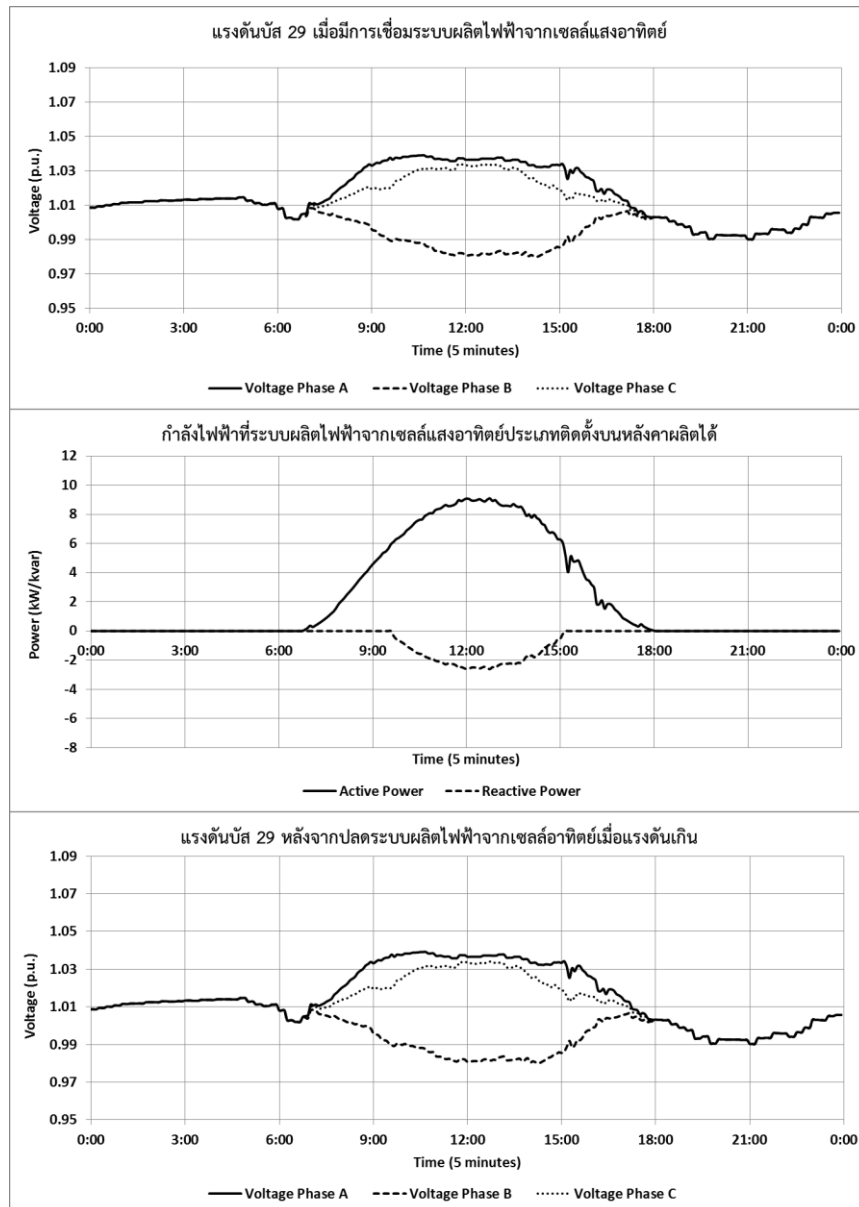 แรงดันบัส 29 เมื่อมีการเชื่อมระบบผลิตไฟฟ้าจากเซลล์แสงอาทิตย์
1.09
1.07
1.05
1.03
1.01
0.99
0.97
0.95
Voltage (p.u.)
0:00 3:00 6:00 9:00 12:00 15:00 18:00 21:00 0:00
Time (5 minutes)
Voltage Phase A Voltage Phase B Voltage Phase C
กำลังไฟฟ้าที่ระบบผลิตไฟฟ้าจากเซลล์แสงอาทิตย์ประเภทติดตั้งบนหลังคาผลิตได้
12
10
8
6
4
2
0
-2
-4
-6
-8
Power (kW/kvar)
0:00 3:00 6:00 9:00 12:00 15:00 18:00 21:00 0:00
Time (5 minutes)
Active Power Reactive Power
แรงดันบัส 29 หลังจากปลดระบบผลิตไฟฟ้าจากเซลล์อาทิตย์เมื่อแรงดันเกิน
1.09
1.07
1.05
1.03
1.01
0.99
0.97
0.95
Voltage (p.u.)
0:00 3:00 6:00 9:00 12:00 15:00 18:00 21:00 0:00
Time (5 minutes)
Voltage Phase A Voltage Phase B Voltage Phase C